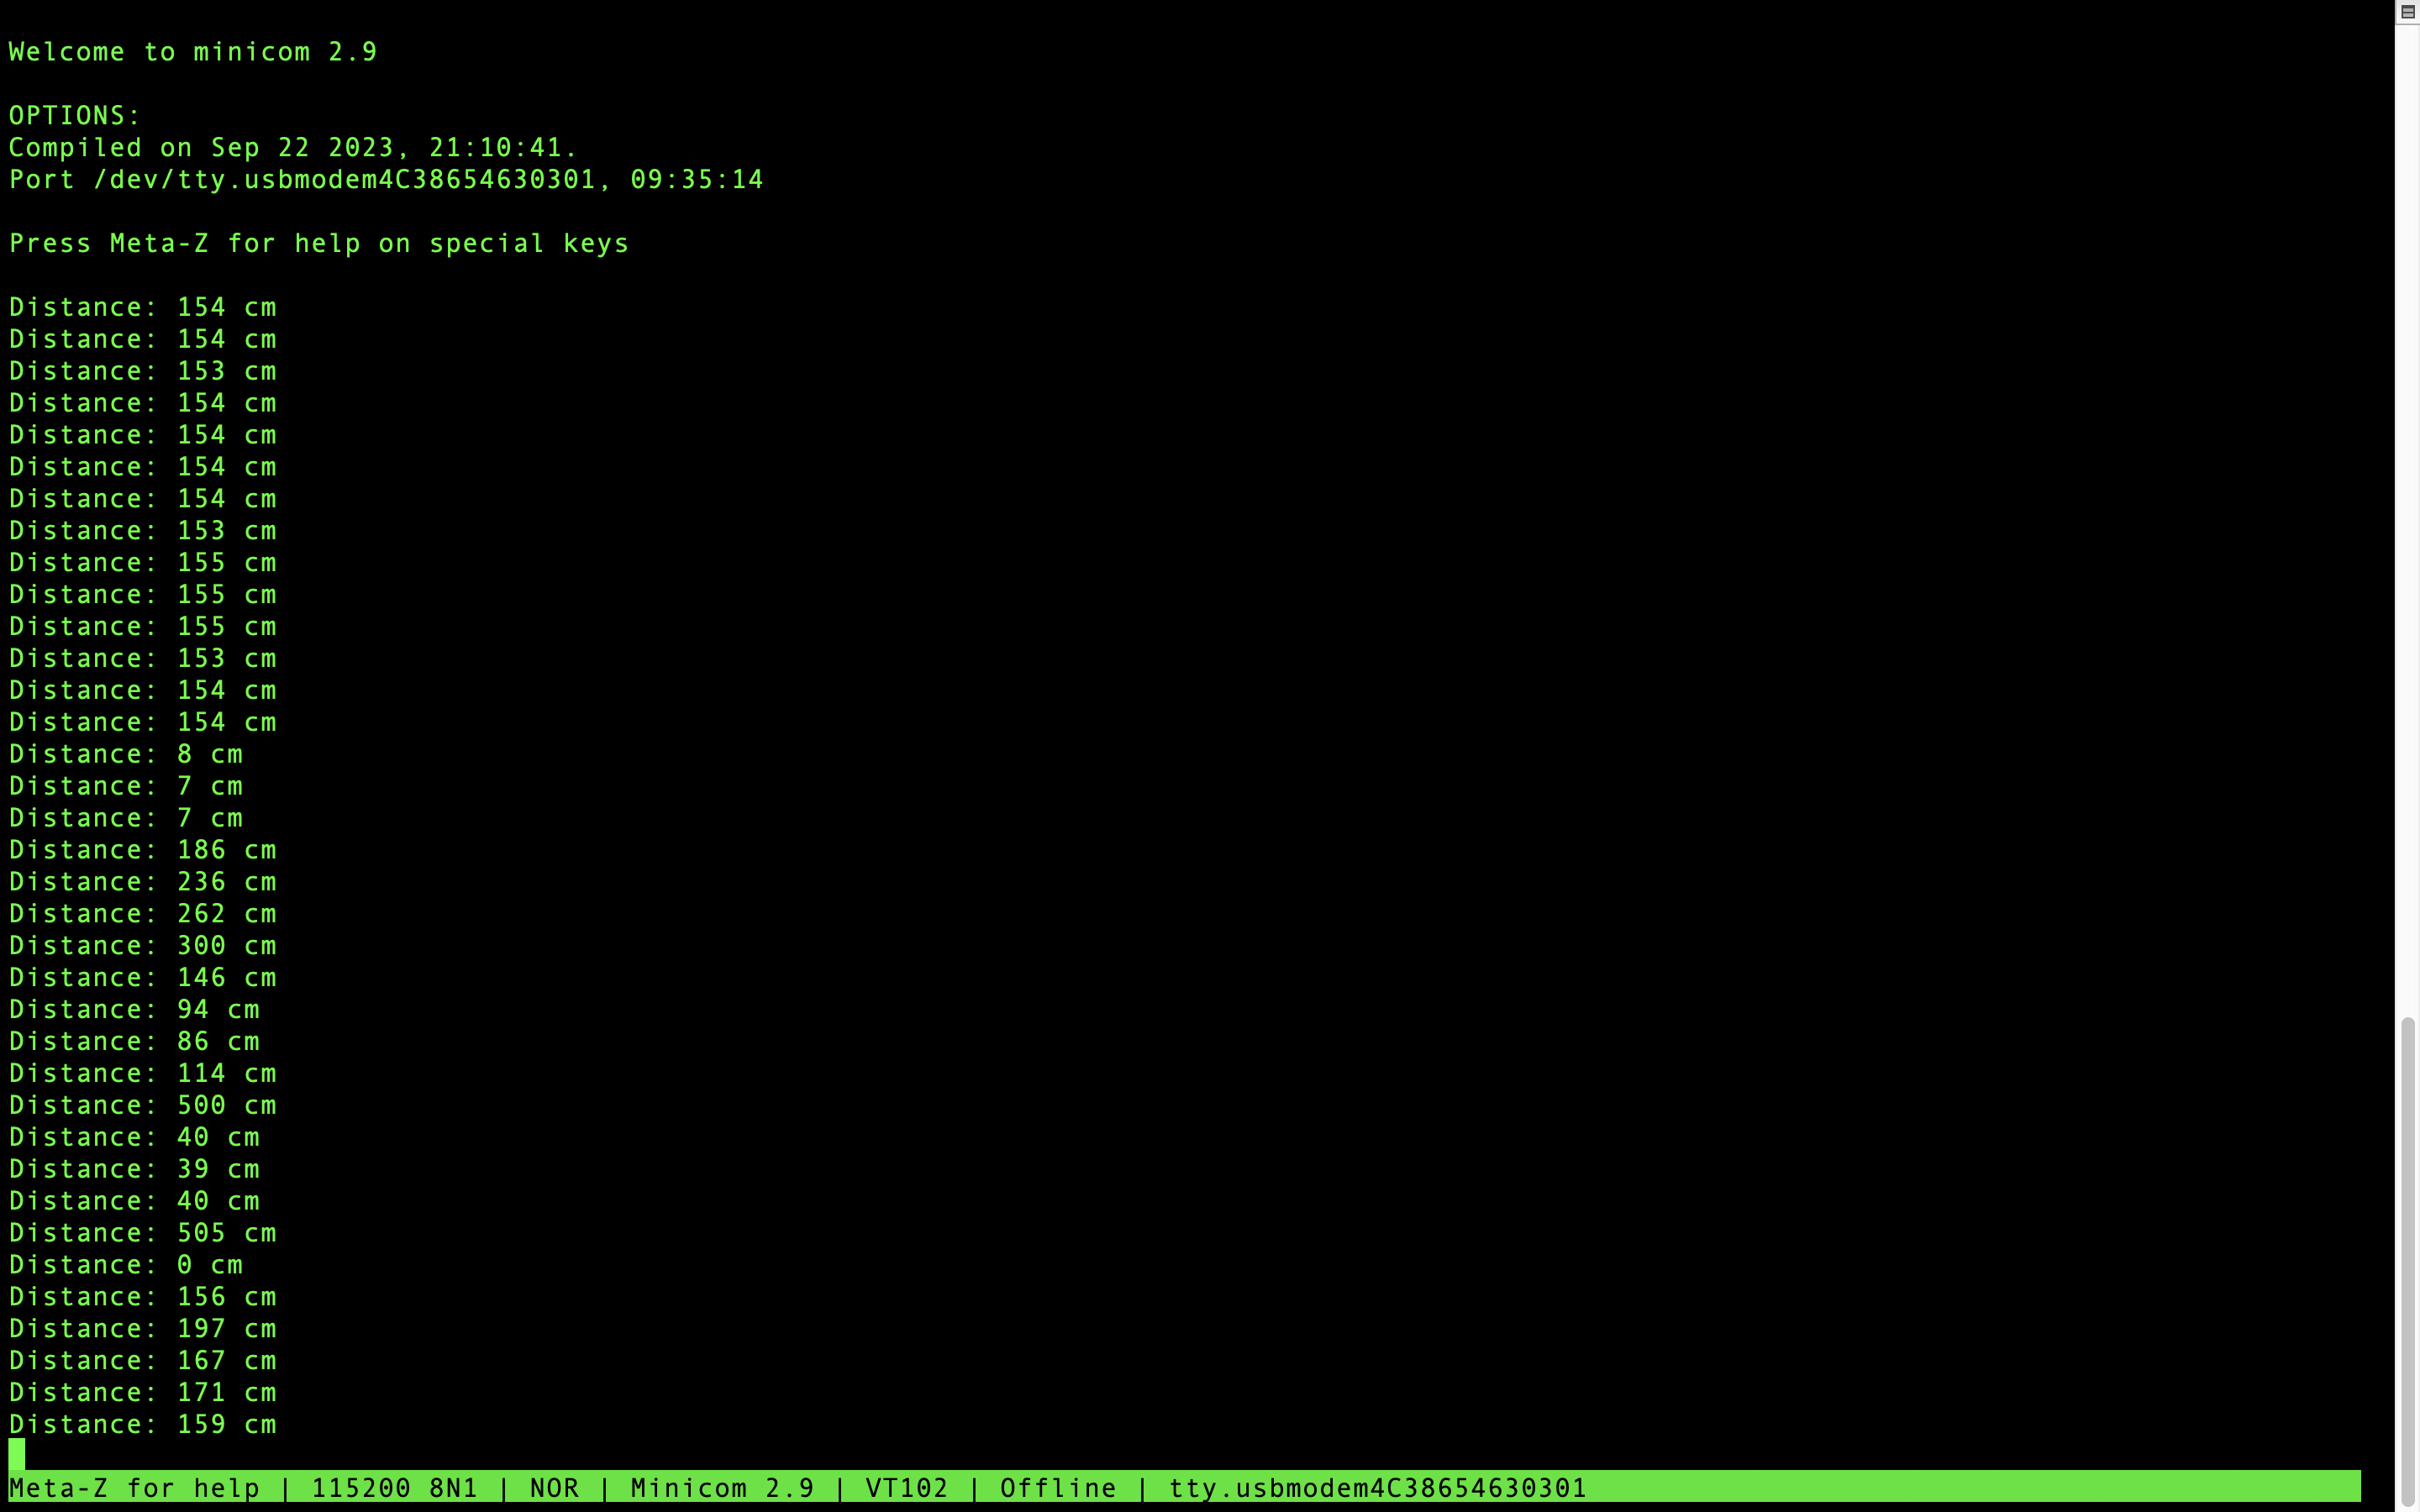 Welcome to minicom 2.9
OPTIONS:
Compiled on Sep 22 2023, 21:10:41.
Port /dev/tty.usbmodem4C38654630301, 09:35:14
Press Meta-Z for help on special keys
Distance: 154 cm
Distance: 154 cm
Distance: 153 cm
Distance: 154 cm
Distance: 154 cm
Distance: 154 cm
Distance: 154 cm
Distance: 153 cm
Distance: 155 cm
Distance: 155 cm
Distance: 155 cm
Distance: 153 cm
Distance: 154 cm
Distance: 154 cm
Distance: 8 cm
Distance: 7 cm
Distance: 7 cm
Distance: 186 cm
Distance: 236 cm
Distance: 262 cm
Distance: 300 cm
Distance: 146 cm
Distance: 94 cm
Distance: 86 cm
Distance: 114 cm
Distance: 500 cm
Distance: 40 cm
Distance: 39 cm
Distance: 40 cm
Distance: 505 cm
Distance: 0 cm
Distance: 156 cm
Distance: 197 cm
Distance: 167 cm
Distance: 171 cm
Distance: 159 cm
Meta-Z for help | 115200 8N1 | NOR | Minicom 2.9 | VT102 | Offline | tty.usbmodem4C38654630301